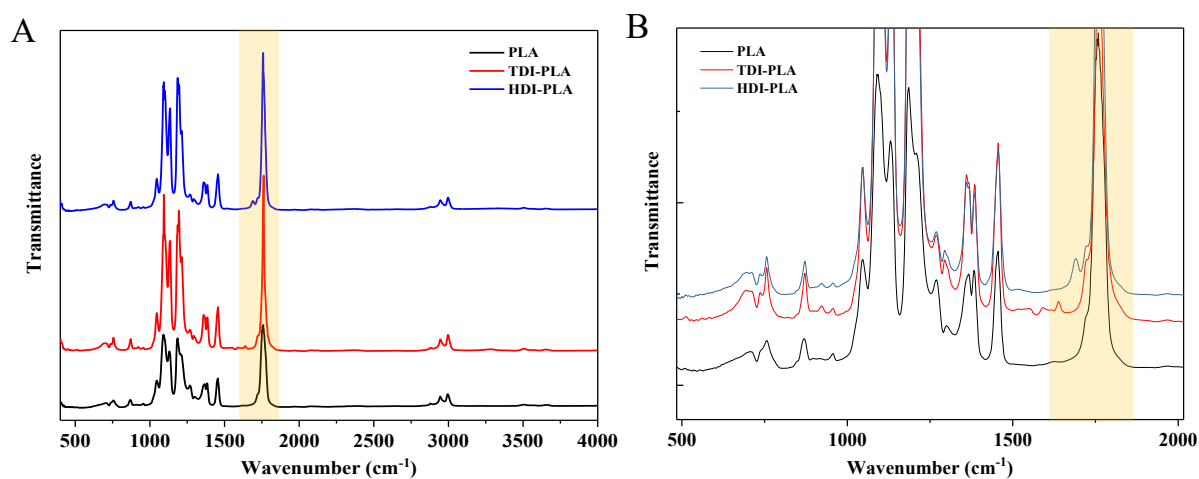 A
PLA
TDI-PLA
HDI-PLA
Transmittance
500 1000 1500 2000 2500 3000 3500 4000
Wavenumber (cm⁻¹)
B
PLA
TDI-PLA
HDI-PLA
Transmittance
500 1000 1500 2000
Wavenumber (cm⁻¹)